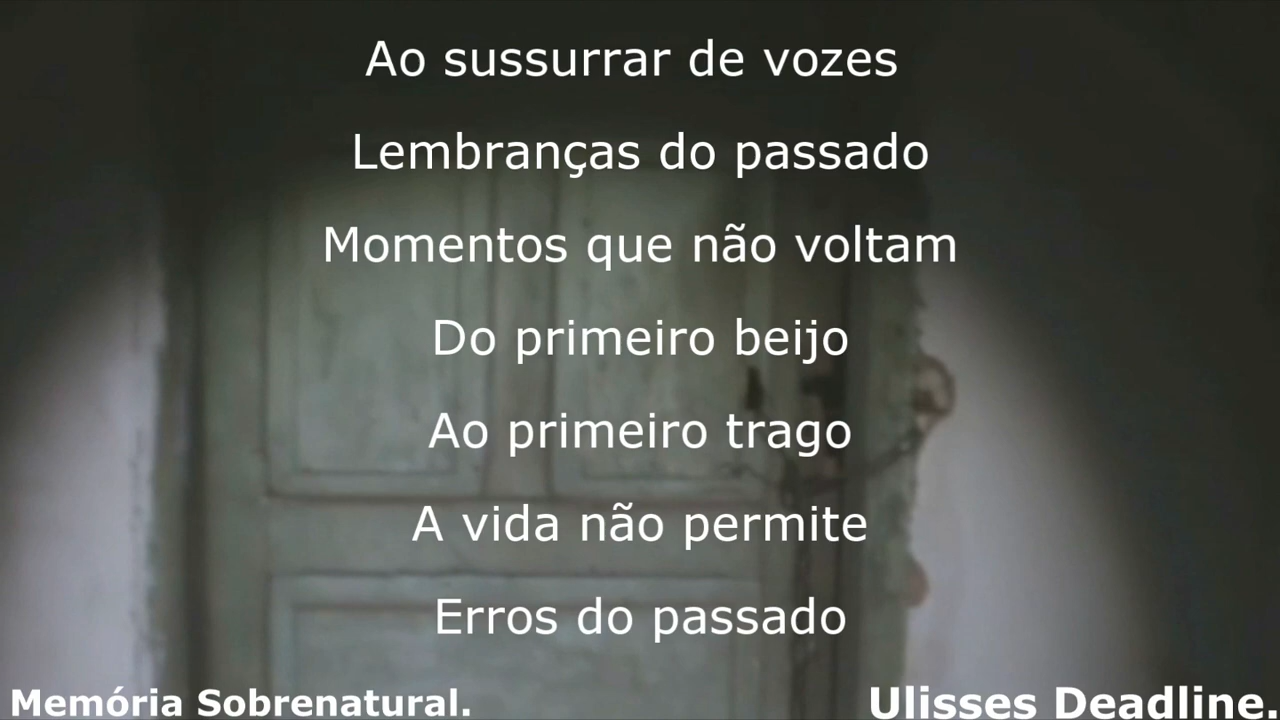 Ao sussurrar de vozes
Lembranças do passado
Momentos que não voltam
Do primeiro beijo
Ao primeiro trago
A vida não permite
Erros do passado
Memória Sobrenatural.
Ulisses Deadline.